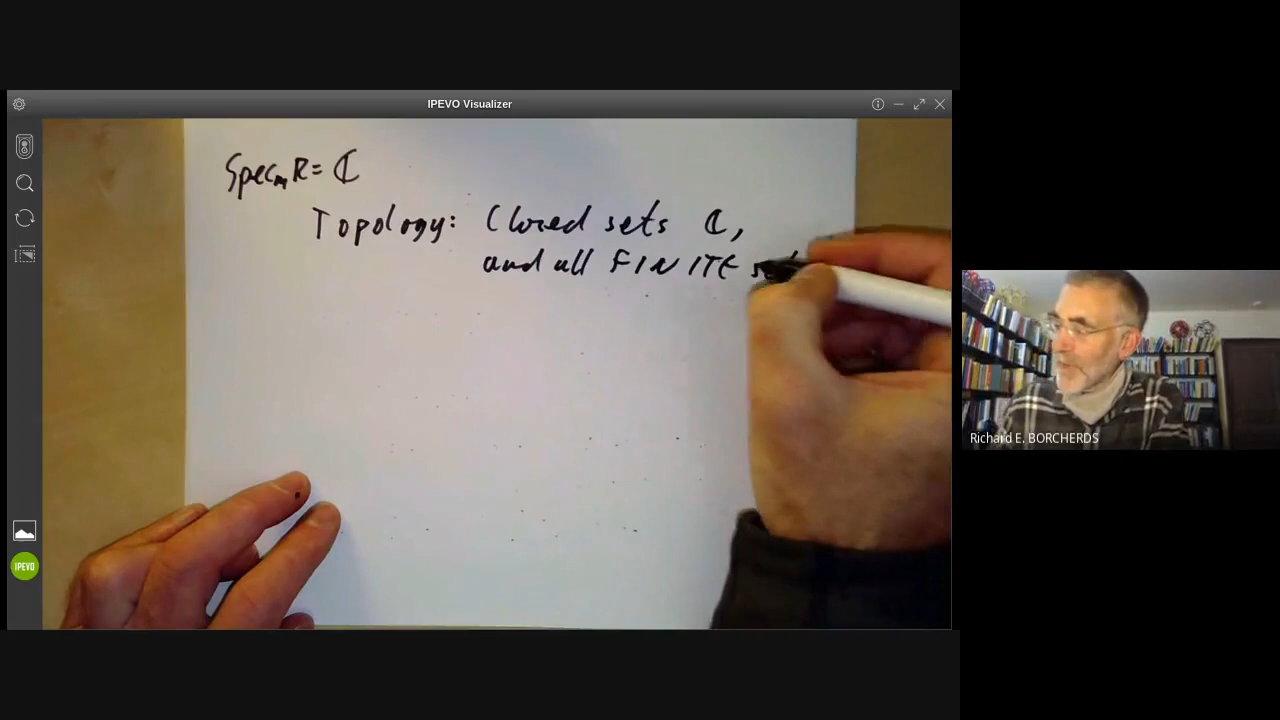 IPEVO Visualizer
Specₘ R = ℂ
Topology: Closed sets ℂ,
and all FINITE
IPEVO
Richard E. BORCHERDS